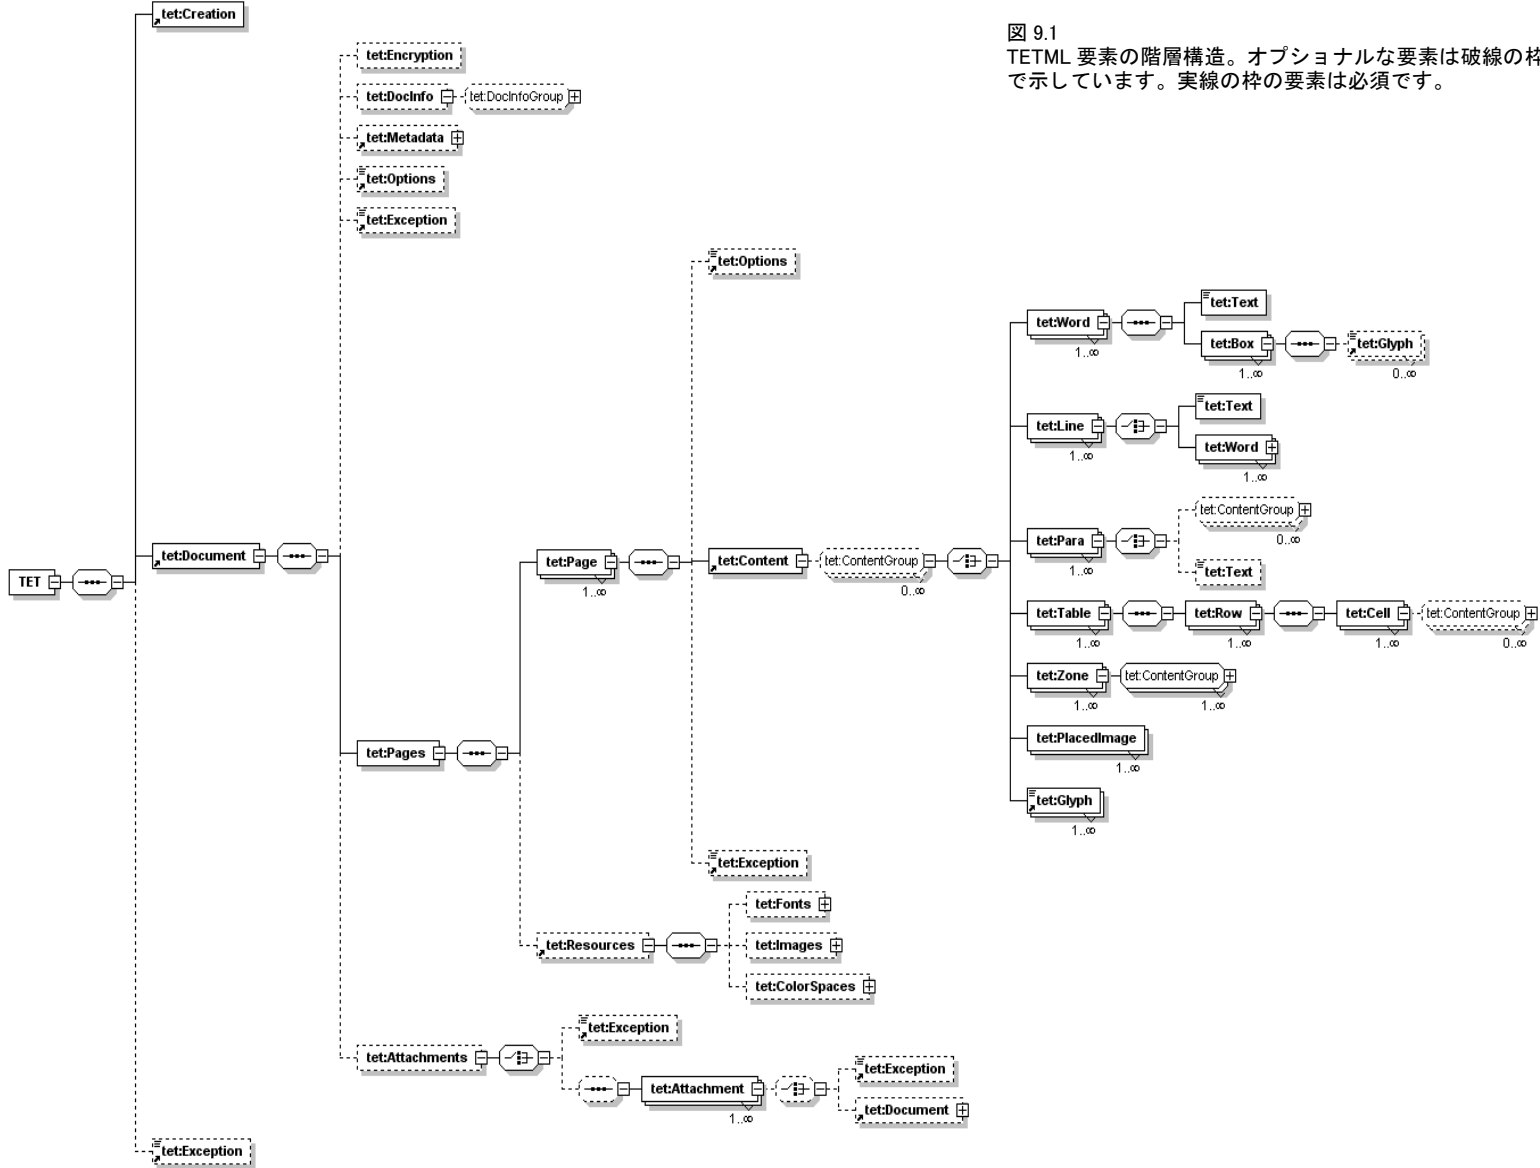 図 9.1
TETML 要素の階層構造。オプショナルな要素は破線の枠
で示しています。実線の枠の要素は必須です。
tet:Creation
tet:Encryption
tet:DocInfo
tet:DocInfoGroup
tet:Metadata
tet:Options
tet:Exception
tet:Options
tet:Word
1..∞
tet:Text
tet:Box
1..∞
tet:Glyph
0..∞
tet:Line
1..∞
tet:Text
tet:Word
1..∞
tet:Para
1..∞
tet:ContentGroup
0..∞
tet:Text
TET
tet:Document
tet:Page
1..∞
tet:Content
tet:ContentGroup
0..∞
tet:Table
1..∞
tet:Row
1..∞
tet:Cell
1..∞
tet:ContentGroup
0..∞
tet:Zone
1..∞
tet:ContentGroup
1..∞
tet:Pages
tet:PlacedImage
1..∞
tet:Glyph
1..∞
tet:Exception
tet:Resources
tet:Fonts
tet:Images
tet:ColorSpaces
tet:Attachments
tet:Exception
tet:Attachment
1..∞
tet:Exception
tet:Document
tet:Exception